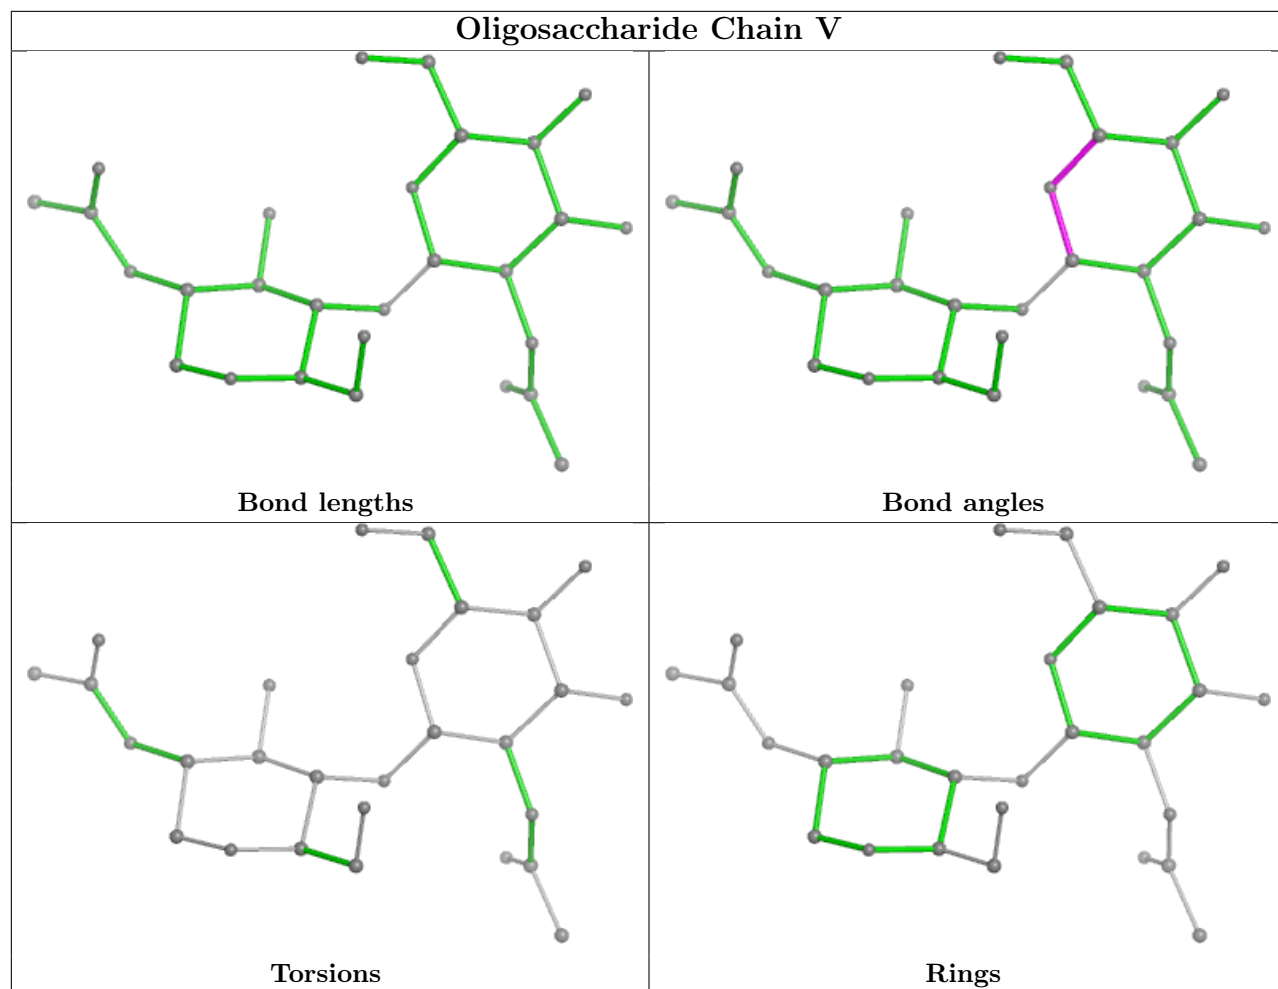 Oligosaccharide Chain V
Bond lengths
Bond angles
Torsions
Rings